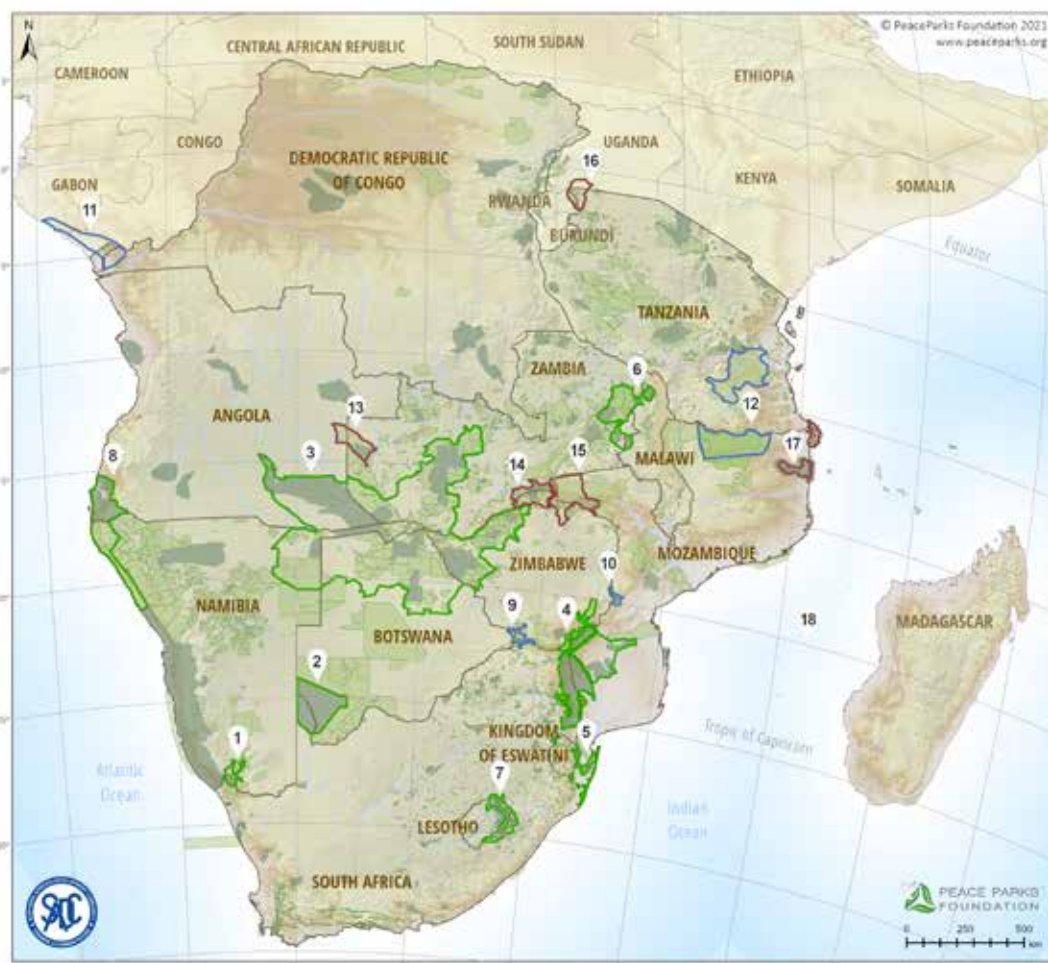 N
© PeaceParks Foundation 2021
www.peaceparks.org
SOUTH SUDAN
CENTRAL AFRICAN REPUBLIC
CAMEROON
ETHIOPIA
CONGO
UGANDA
DEMOCRATIC REPUBLIC
OF CONGO
16
KENYA
GABON
SOMALIA
RWANDA
11
BURUNDI
Equator
TANZANIA
ZAMBIA
6
12
ANGOLA
13
17
3
15
MALAWI
8
14
MOZAMBIQUE
ZIMBABWE
10
NAMIBIA
9
4
18
MADAGASCAR
BOTSWANA
2
Tropic of Capricorn
KINGDOM
OF ESWATINI
5
1
Atlantic
Ocean
7
Indian
Ocean
LESOTHO
SOUTH AFRICA
SADC
PEACE PARKS
FOUNDATION
0 250 500
km